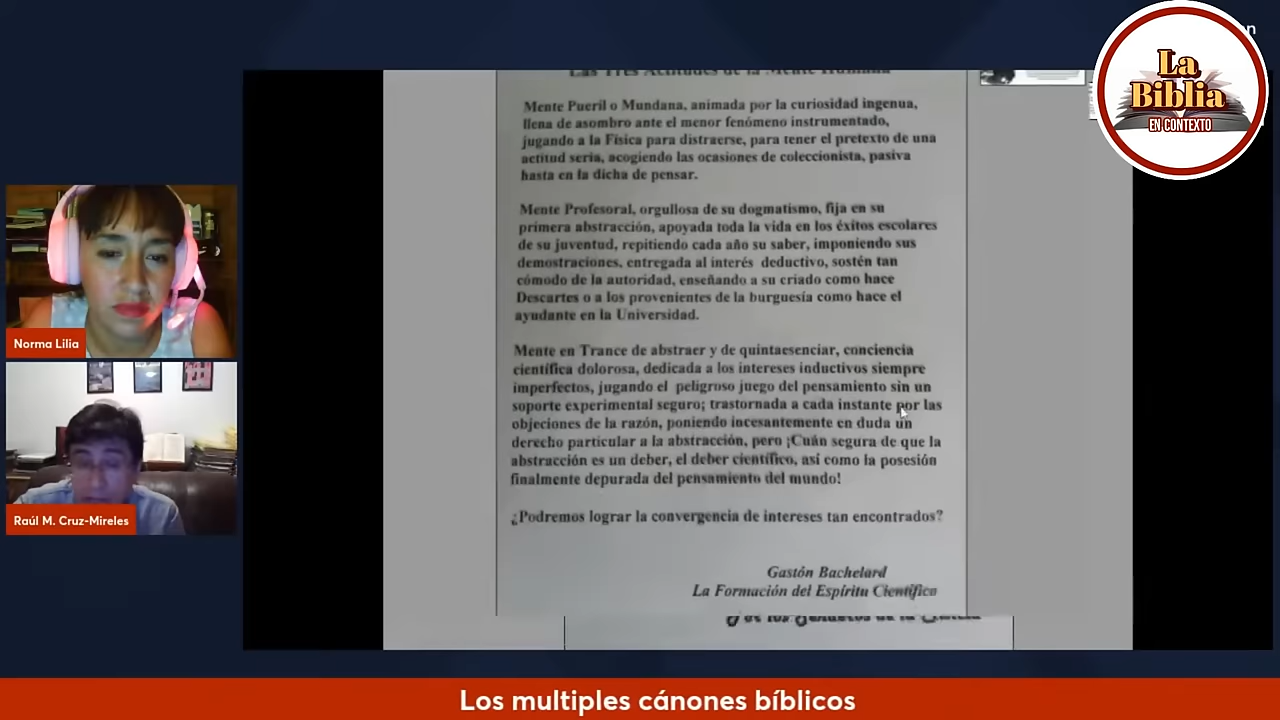 La
Biblia
EN CONTEXTO
Las Tres Actitudes de la Mente Humana
Mente Pueril o Mundana, animada por la curiosidad ingenua,
llena de asombro ante el menor fenómeno instrumentado,
jugando a la Física para distraerse, para tener el pretexto de una
actitud seria, acogiendo las ocasiones de coleccionista, pasiva
hasta en la dicha de pensar.
Mente Profesoral, orgullosa de su dogmatismo, fija en su
primera abstracción, apoyada toda la vida en los éxitos escolares
de su juventud, repitiendo cada año su saber, imponiendo sus
demostraciones, entregada al interés deductivo, sostén tan
cómodo de la autoridad, enseñando a su criado como hace
Descartes o a los provenientes de la burguesía como hace el
ayudante en la Universidad.
Mente en Trance de abstraer y de quintaesenciar, conciencia
científica dolorosa, dedicada a los intereses inductivos siempre
imperfectos, jugando el peligroso juego del pensamiento sin un
soporte experimental seguro; trastornada a cada instante por las
objeciones de la razón, poniendo incesantemente en duda un
derecho particular a la abstracción, pero ¡Cuán segura de que la
abstracción es un deber, el deber científico, así como la posesión
finalmente depurada del pensamiento del mundo!
¿Podremos lograr la convergencia de intereses tan encontrados?
Gastón Bachelard
La Formación del Espíritu Científico
Norma Lilia
Raúl M. Cruz-Mireles
Los multiples cánones bíblicos